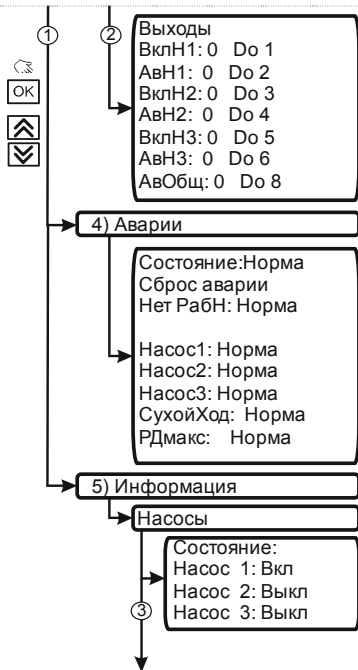 1
2
OK
Выходы
ВклН1: 0 Do 1
АвН1: 0 Do 2
ВклН2: 0 Do 3
АвН2: 0 Do 4
ВклН3: 0 Do 5
АвН3: 0 Do 6
АвОбщ: 0 Do 8
4) Аварии
Состояние:Норма
Сброс аварии
Нет РабН: Норма
Насос1: Норма
Насос2: Норма
Насос3: Норма
СухойХод: Норма
РДмакс: Норма
5) Информация
Насосы
Состояние:
Насос 1: Вкл
Насос 2: Выкл
Насос 3: Выкл
3